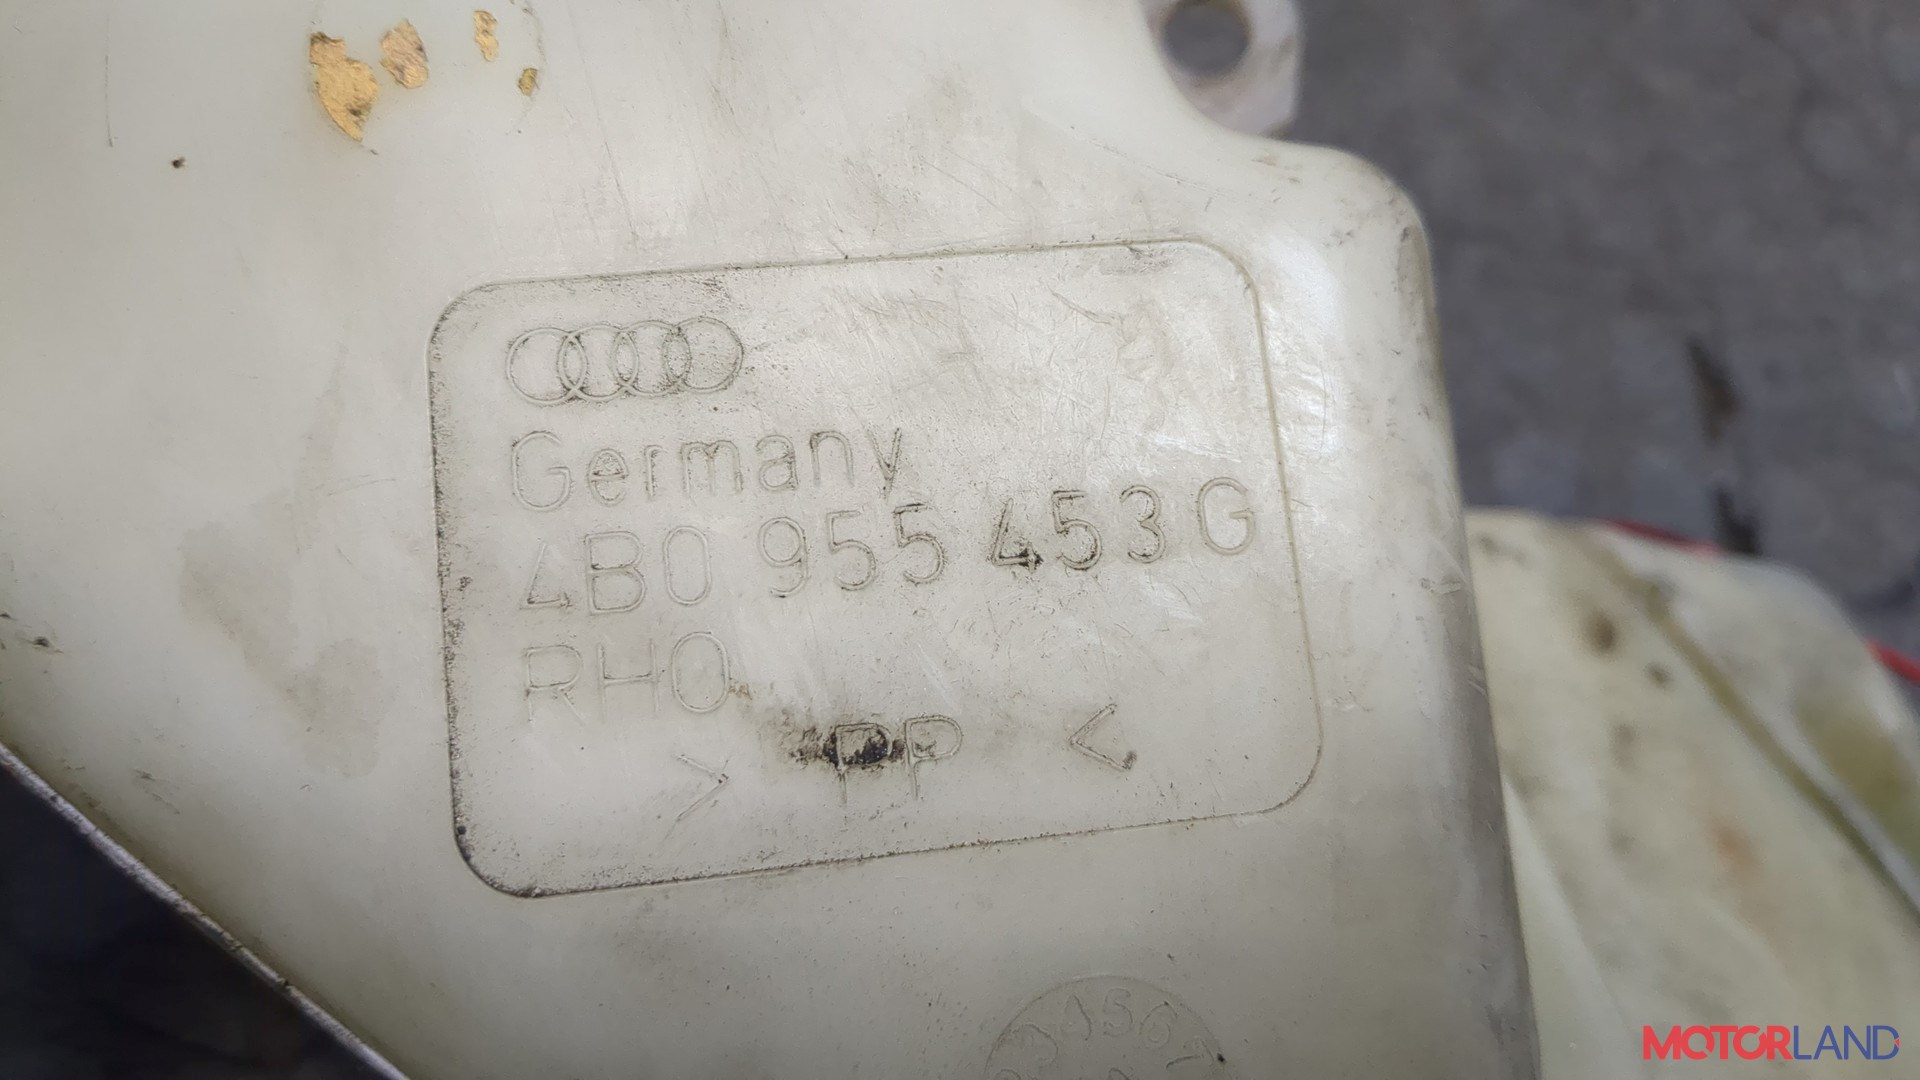 Germany
4B0 955 453 G
RHO
> PP <
MOTORLAND